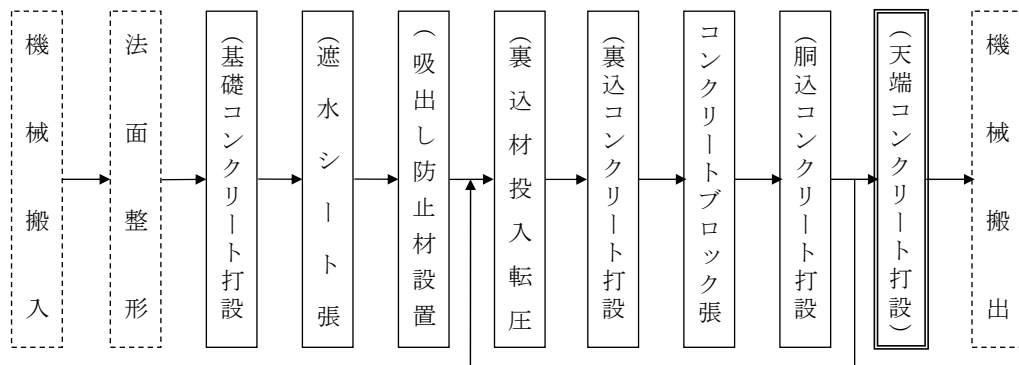 機械搬入
法面整形
(基礎コンクリート打設
(遮水シート張
(吸出し防止材設置
(裏込材投入転圧
(裏込コンクリート打設
コンクリートブロック張
(胴込コンクリート打設
(天端コンクリート打設)
機械搬出